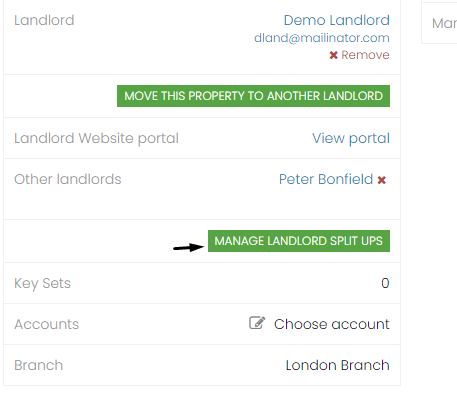 Landlord Demo Landlord
dland@mailinator.com
✖ Remove
MOVE THIS PROPERTY TO ANOTHER LANDLORD
Landlord Website portal View portal
Other landlords Peter Bonfield ✖
MANAGE LANDLORD SPLIT UPS
Key Sets 0
Accounts Choose account
Branch London Branch